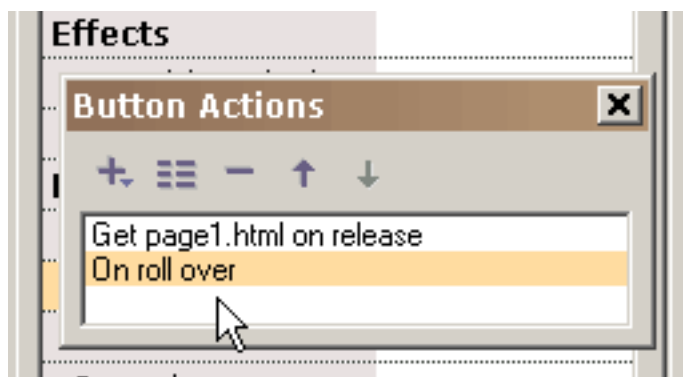 Effects
Button Actions
Get page1.html on release
On roll over